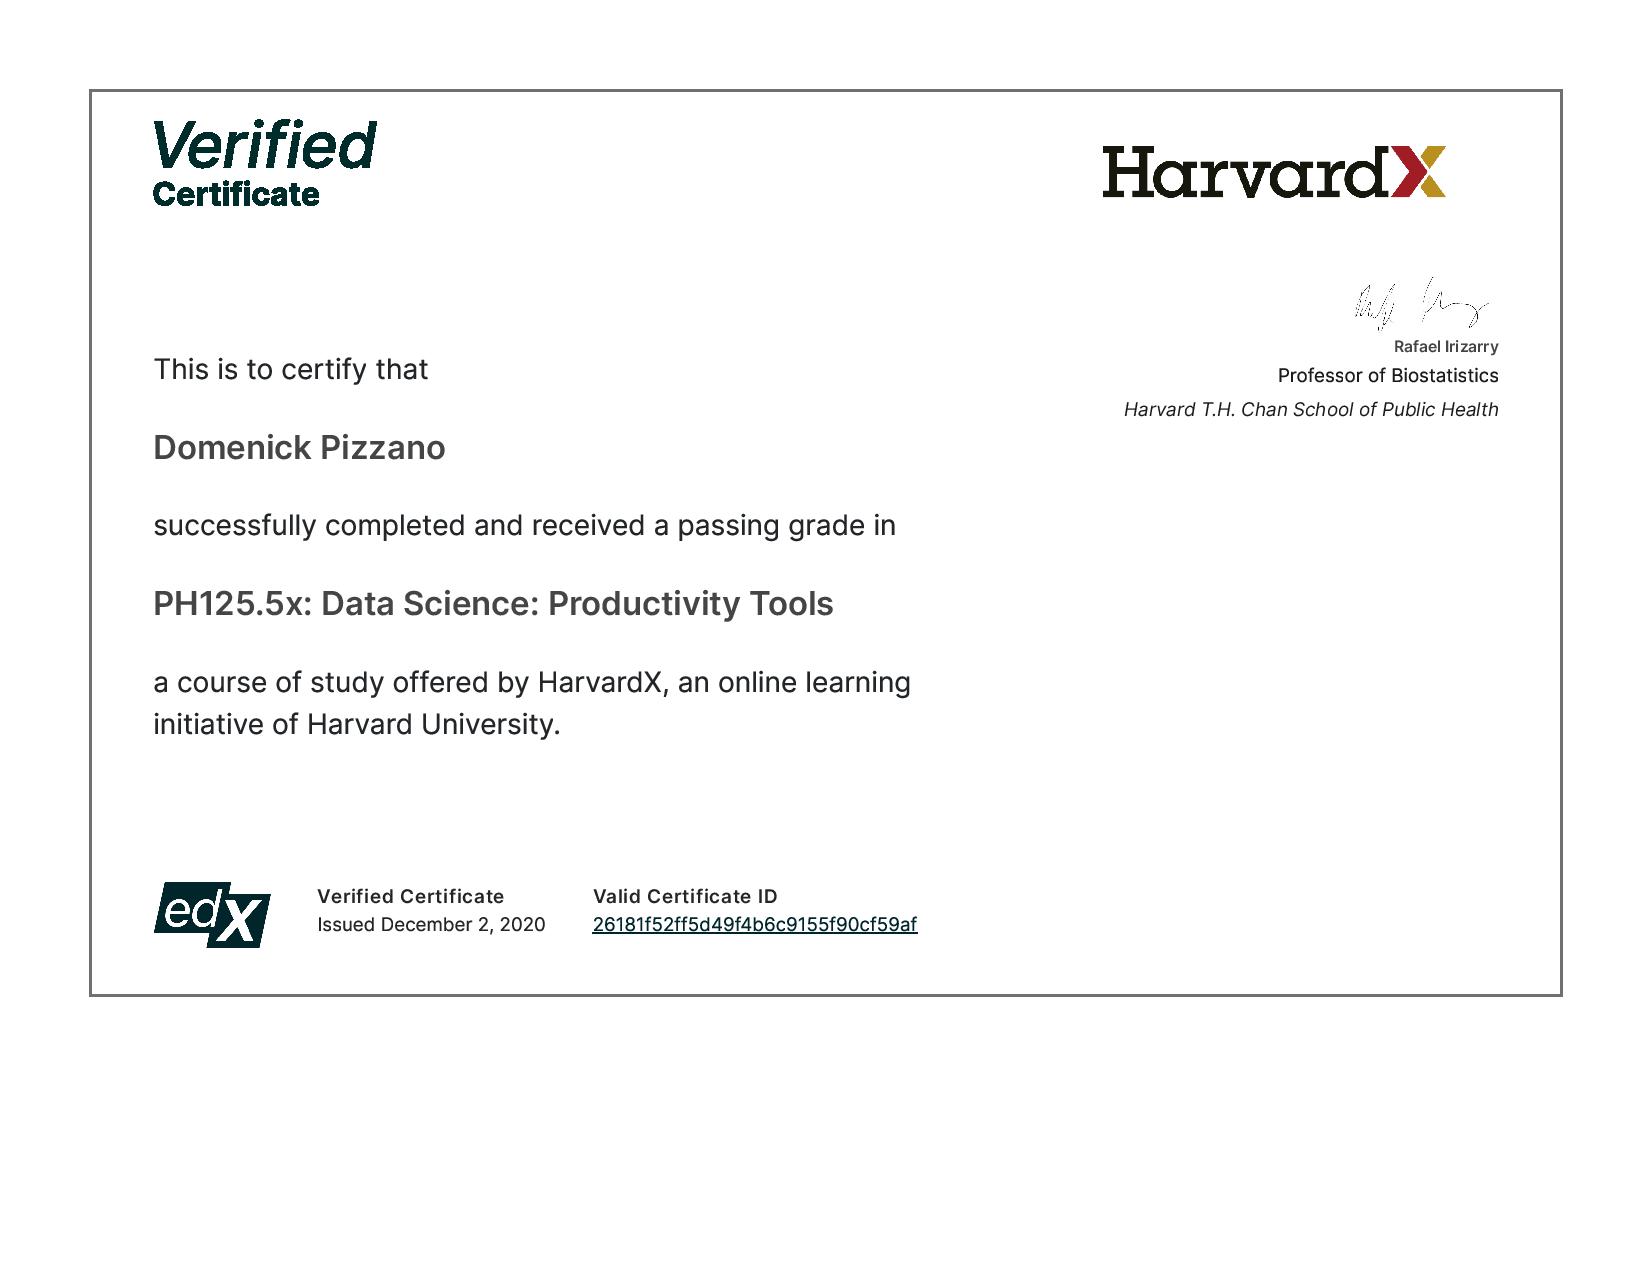 Verified
Certificate
HarvardX
Rafael Irizarry
Professor of Biostatistics
Harvard T.H. Chan School of Public Health
This is to certify that
Domenick Pizzano
successfully completed and received a passing grade in
PH125.5x: Data Science: Productivity Tools
a course of study offered by HarvardX, an online learning
initiative of Harvard University.
edX
Verified Certificate
Issued December 2, 2020
Valid Certificate ID
26181f52ff5d49f4b6c9155f90cf59af